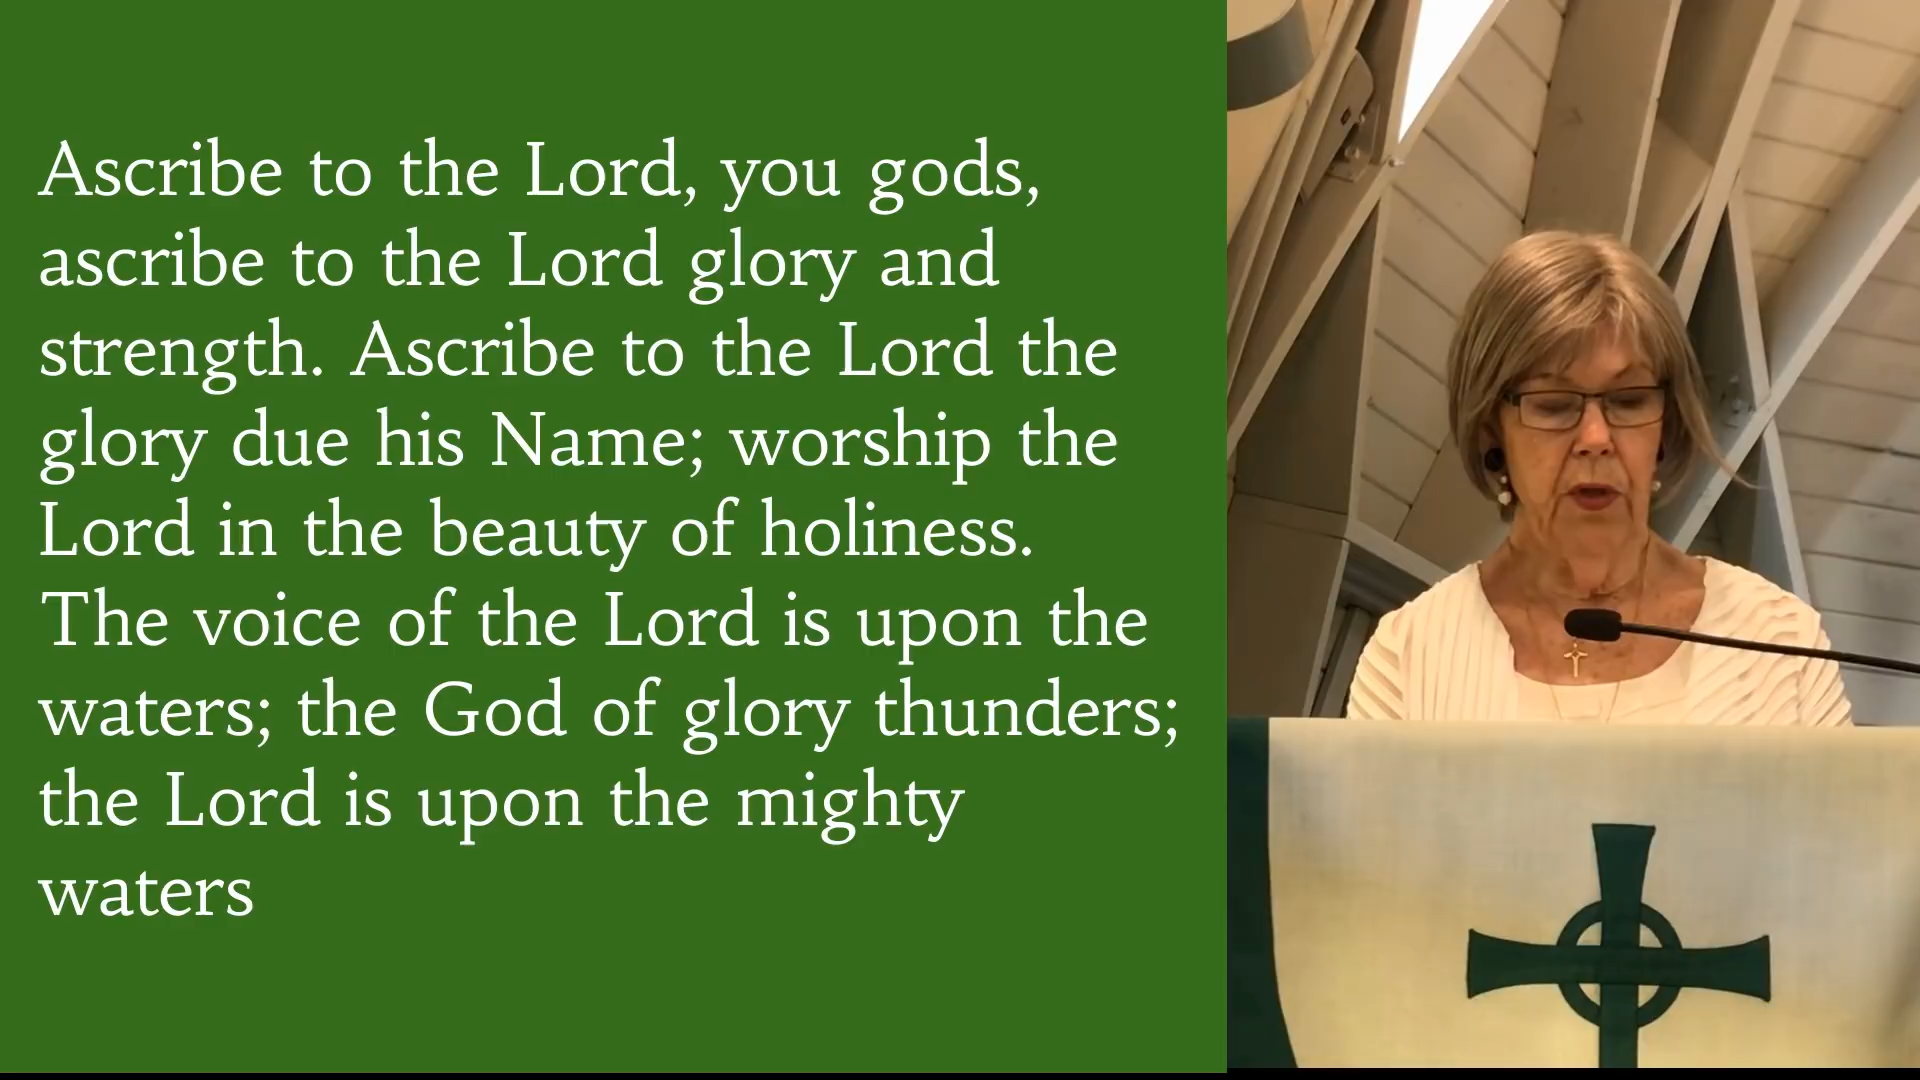 Ascribe to the Lord, you gods,
ascribe to the Lord glory and
strength. Ascribe to the Lord the
glory due his Name; worship the
Lord in the beauty of holiness.
The voice of the Lord is upon the
waters; the God of glory thunders;
the Lord is upon the mighty
waters